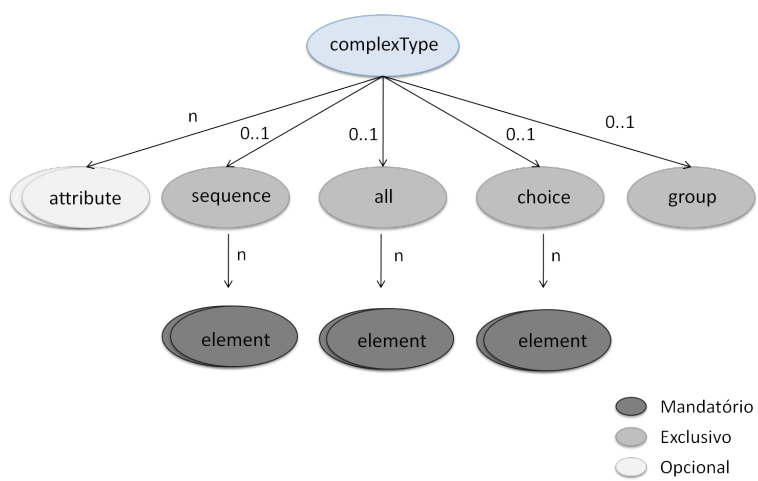 complexType
n
0..1
0..1
0..1
0..1
attribute
sequence
all
choice
group
n
n
n
element
element
element
Mandatório
Exclusivo
Opcional